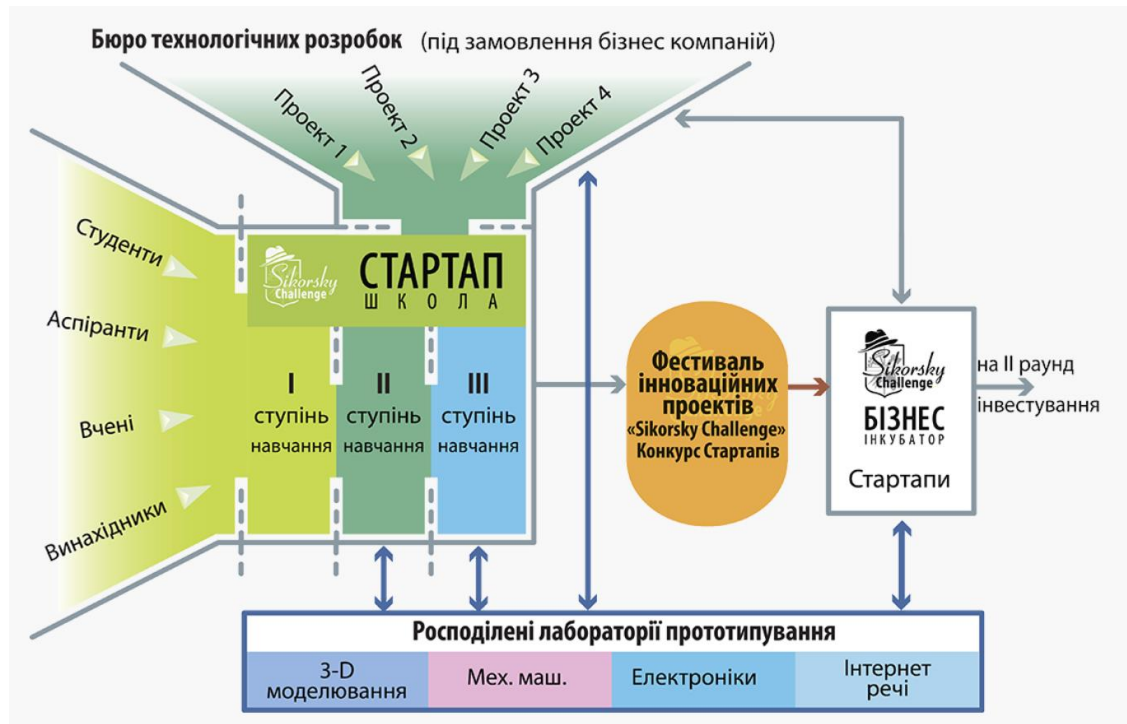 Бюро технологічних розробок (під замовлення бізнес компаній)
Проект 1
Проект 2
Проект 3
Проект 4
Студенти
Аспіранти
Вчені
Винахідники
Sikorsky
Challenge
СТАРТАП
ШКОЛА
I
ступінь
навчання
II
ступінь
навчання
III
ступінь
навчання
Фестиваль
інноваційних
проектів
«Sikorsky Challenge»
Конкурс Стартапів
Sikorsky
Challenge
БІЗНЕС
ІНКУБАТОР
Стартапи
на II раунд
інвестування
Росподілені лабораторії прототипування
3-D
моделювання
Мех. маш.
Електроніки
Інтернет
речі